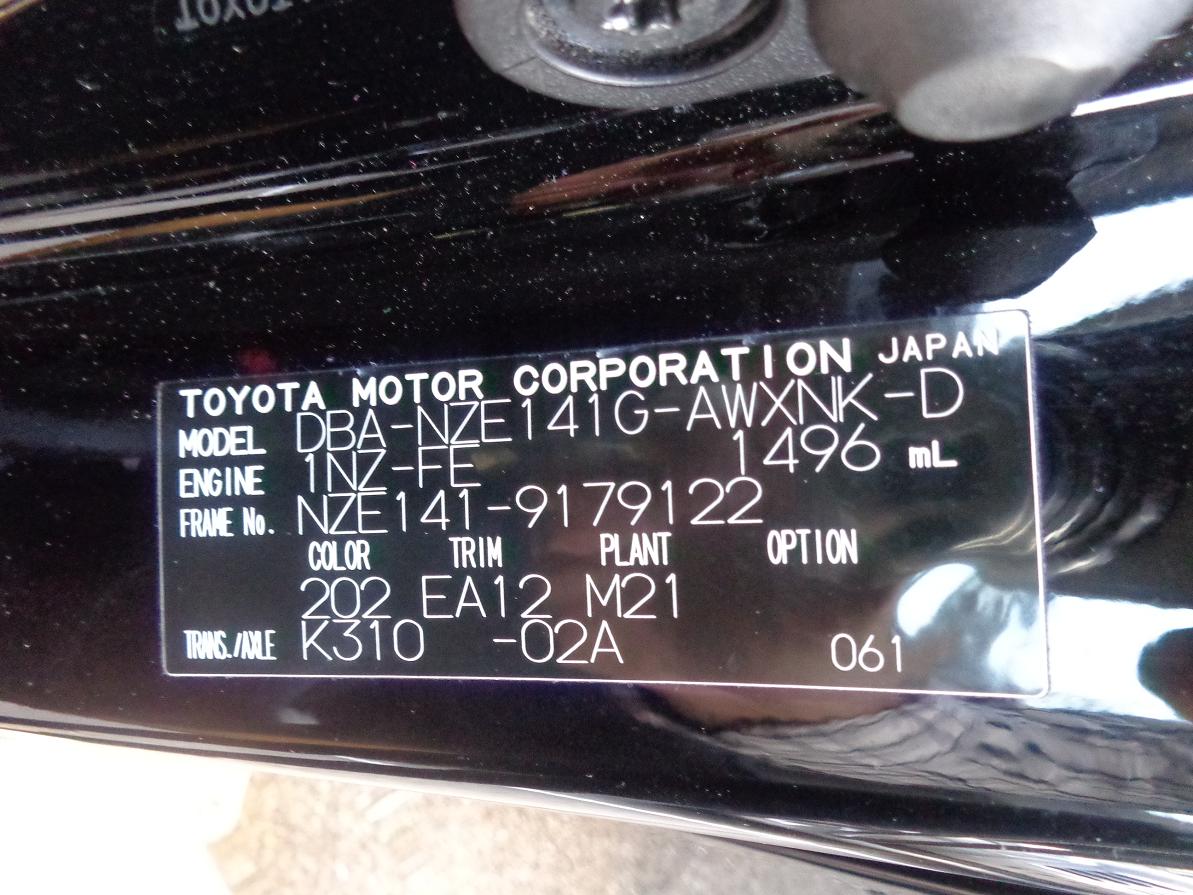 TOYOTA MOTOR CORPORATION JAPAN
MODEL DBA-NZE141G-AWXNK-D
ENGINE 1NZ-FE 1496 mL
FRAME No. NZE141-9179122
COLOR TRIM PLANT OPTION
202 EA12 M21
TRANS./AXLE K310 -02A 061